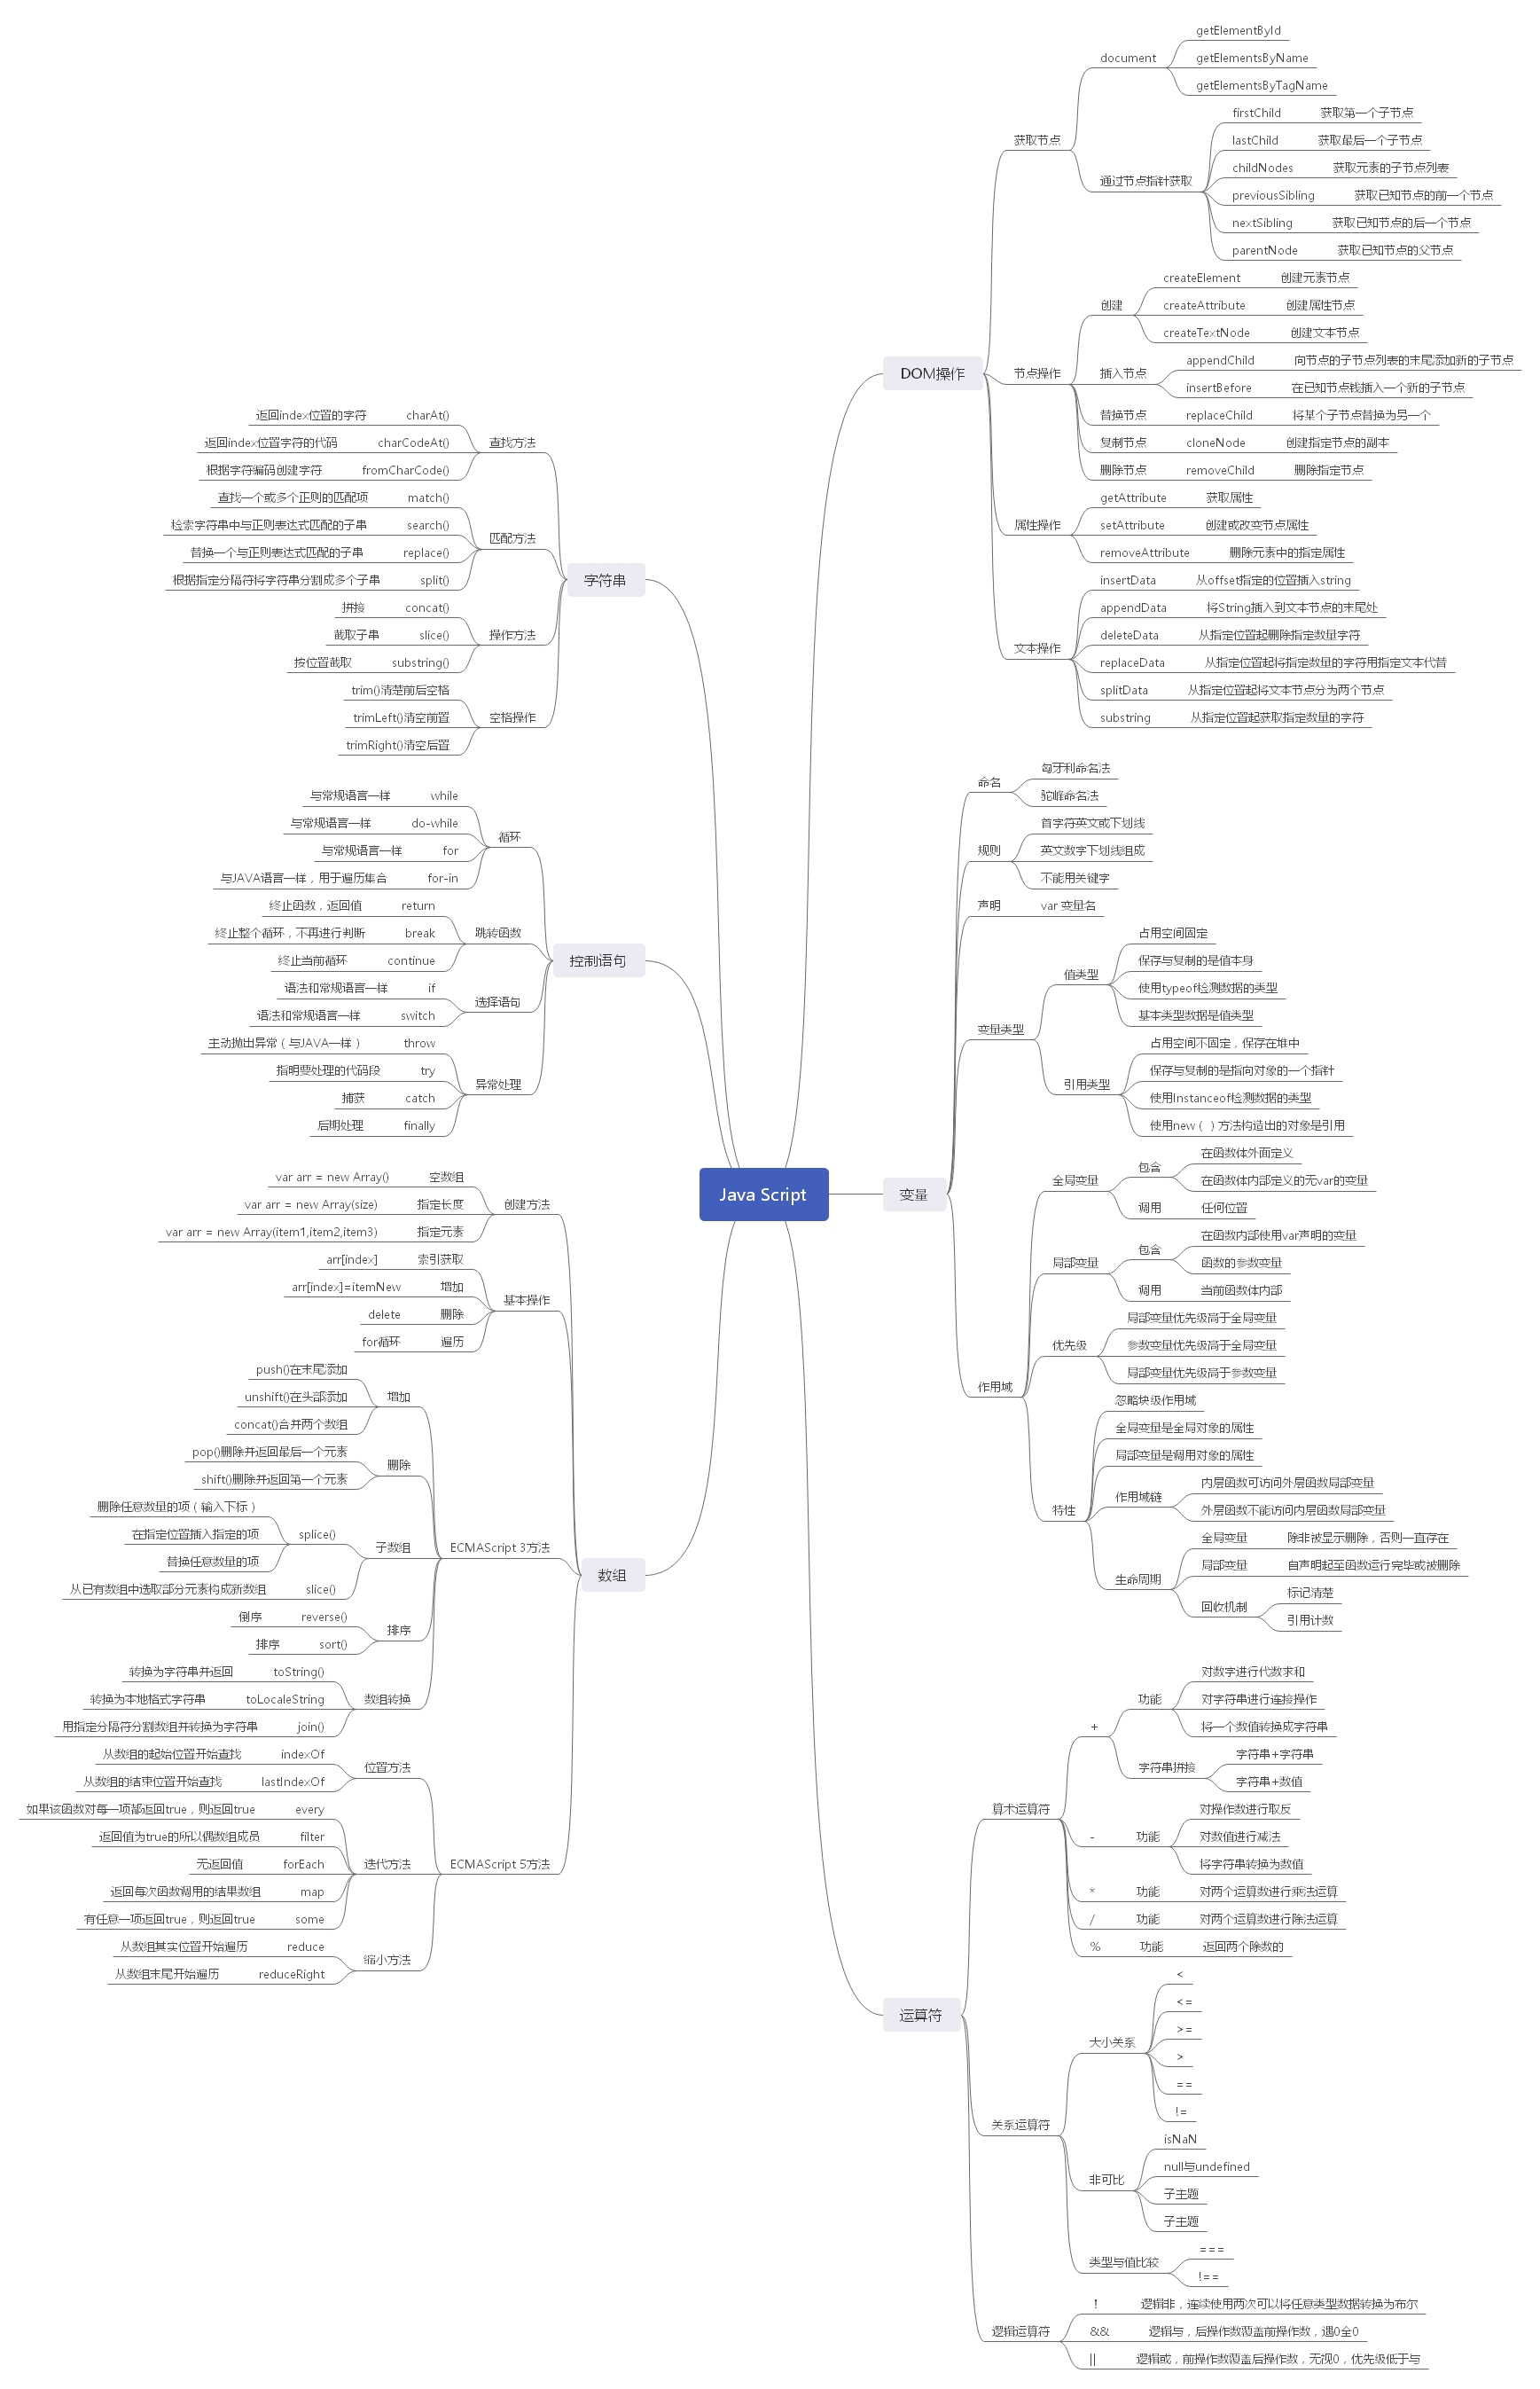 Java Script
DOM操作
获取节点
document
getElementById
getElementsByName
getElementsByTagName
通过节点指针获取
firstChild 获取第一个子节点
lastChild 获取最后一个子节点
childNodes 获取元素的子节点列表
previousSibling 获取已知节点的前一个节点
nextSibling 获取已知节点的后一个节点
parentNode 获取已知节点的父节点
节点操作
创建
createElement 创建元素节点
createAttribute 创建属性节点
createTextNode 创建文本节点
插入节点
appendChild 向节点的子节点列表的末尾添加新的子节点
insertBefore 在已知节点钱插入一个新的子节点
替换节点 replaceChild 将某个子节点替换为另一个
复制节点 cloneNode 创建指定节点的副本
删除节点 removeChild 删除指定节点
属性操作
getAttribute 获取属性
setAttribute 创建或改变节点属性
removeAttribute 删除元素中的指定属性
文本操作
insertData 从offset指定的位置插入string
appendData 将String插入到文本节点的末尾处
deleteData 从指定位置起删除指定数量字符
replaceData 从指定位置起将指定数量的字符用指定文本代替
splitData 从指定位置起将文本节点分为两个节点
substring 从指定位置起获取指定数量的字符
变量
命名
匈牙利命名法
驼峰命名法
规则
首字符英文或下划线
英文数字下划线组成
不能用关键字
声明 var 变量名
变量类型
值类型
占用空间固定
保存与复制的是值本身
使用typeof检测数据的类型
基本类型数据是值类型
引用类型
占用空间不固定，保存在堆中
保存与复制的是指向对象的一个指针
使用Instanceof检测数据的类型
使用new（ ）方法构造出的对象是引用
作用域
全局变量
包含
在函数体外面定义
在函数体内部定义的无var的变量
调用 任何位置
局部变量
包含
在函数内部使用var声明的变量
函数的参数变量
调用 当前函数体内部
优先级
局部变量优先级高于全局变量
参数变量优先级高于全局变量
局部变量优先级高于参数变量
特性
忽略块级作用域
全局变量是全局对象的属性
局部变量是调用对象的属性
作用域链
内层函数可访问外层函数局部变量
外层函数不能访问内层函数局部变量
生命周期
全局变量 除非被显示删除，否则一直存在
局部变量 自声明起至函数运行完毕或被删除
回收机制
标记清楚
引用计数
运算符
算术运算符
+
功能
对数字进行代数求和
对字符串进行连接操作
将一个数值转换成字符串
字符串拼接
字符串+字符串
字符串+数值
- 功能
对操作数进行取反
对数值进行减法
将字符串转换为数值
* 功能 对两个运算数进行乘法运算
/ 功能 对两个运算数进行除法运算
% 功能 返回两个除数的
关系运算符
大小关系
<
<=
>=
>
==
!=
非可比
isNaN
null与undefined
子主题
子主题
类型与值比较
===
!==
逻辑运算符
! 逻辑非，连续使用两次可以将任意类型数据转换为布尔
&& 逻辑与，后操作数覆盖前操作数，遇0全0
|| 逻辑或，前操作数覆盖后操作数，无视0，优先级低于与
字符串
查找方法
返回index位置的字符 charAt()
返回index位置字符的代码 charCodeAt()
根据字符编码创建字符 fromCharCode()
匹配方法
查找一个或多个正则的匹配项 match()
检索字符串中与正则表达式匹配的子串 search()
替换一个与正则表达式匹配的子串 replace()
根据指定分隔符将字符串分割成多个子串 split()
操作方法
拼接 concat()
截取子串 slice()
按位置截取 substring()
空格操作
trim()清楚前后空格
trimLeft()清空前置
trimRight()清空后置
控制语句
循环
与常规语言一样 while
与常规语言一样 do-while
与常规语言一样 for
与JAVA语言一样，用于遍历集合 for-in
跳转函数
终止函数，返回值 return
终止整个循环，不再进行判断 break
终止当前循环 continue
选择语句
语法和常规语言一样 if
语法和常规语言一样 switch
异常处理
主动抛出异常（与JAVA一样） throw
指明要处理的代码段 try
捕获 catch
后期处理 finally
数组
创建方法
var arr = new Array() 空数组
var arr = new Array(size) 指定长度
var arr = new Array(item1,item2,item3) 指定元素
基本操作
arr[index] 索引获取
arr[index]=itemNew 增加
delete 删除
for循环 遍历
ECMAScript 3方法
增加
push()在末尾添加
unshift()在头部添加
concat()合并两个数组
删除
pop()删除并返回最后一个元素
shift()删除并返回第一个元素
子数组
splice()
删除任意数量的项（输入下标）
在指定位置插入指定的项
替换任意数量的项
从已有数组中选取部分元素构成新数组 slice()
排序
倒序 reverse()
排序 sort()
数组转换
转换为字符串并返回 toString()
转换为本地格式字符串 toLocaleString
用指定分隔符分割数组并转换为字符串 join()
ECMAScript 5方法
位置方法
从数组的起始位置开始查找 indexOf
从数组的结束位置开始查找 lastIndexOf
迭代方法
如果该函数对每一项都返回true，则返回true every
返回值为true的所以偶数组成员 filter
无返回值 forEach
返回每次函数调用的结果数组 map
有任意一项返回true，则返回true some
缩小方法
从数组其实位置开始遍历 reduce
从数组末尾开始遍历 reduceRight